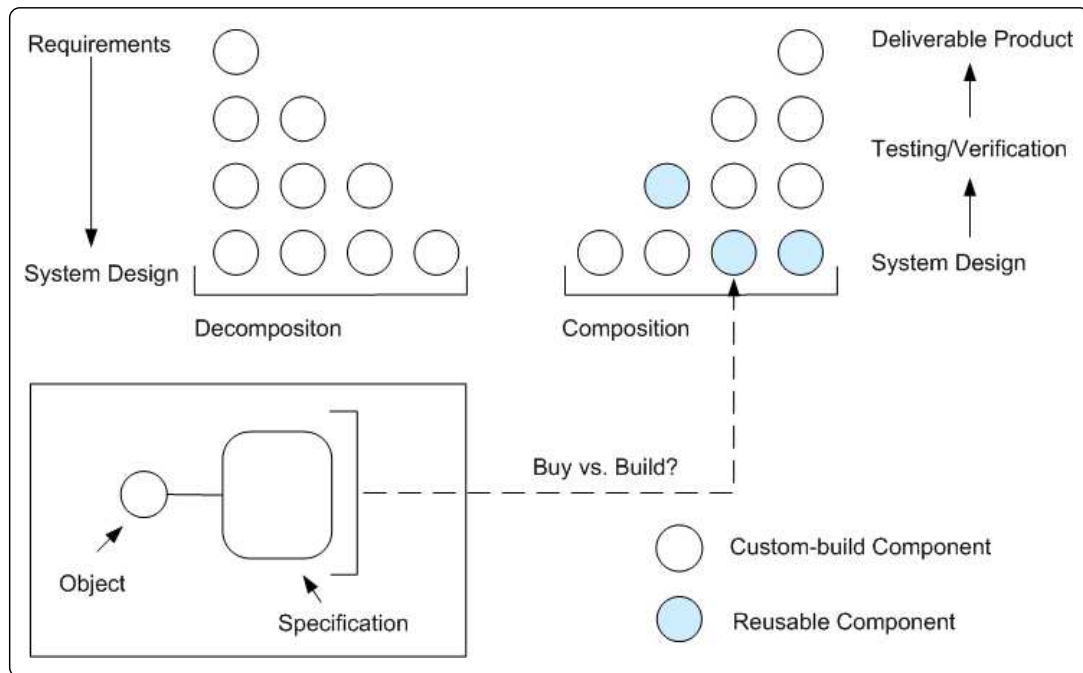 Requirements
System Design
Decompositon
Composition
Deliverable Product
Testing/Verification
System Design
Object
Specification
Buy vs. Build?
Custom-build Component
Reusable Component